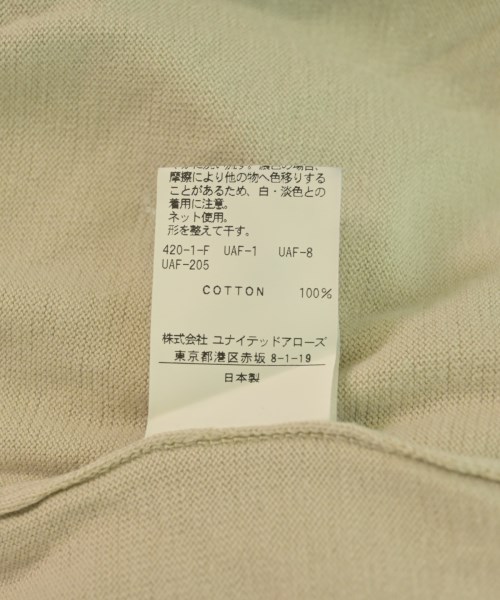 摩擦により他の物へ色移りする
ことがあるため、白・淡色との
着用に注意。
ネット使用。
形を整えて干す。
420-1-F UAF-1 UAF-8
UAF-205
COTTON 100%
株式会社 ユナイテッドアローズ
東京都港区赤坂 8-1-19
日本製